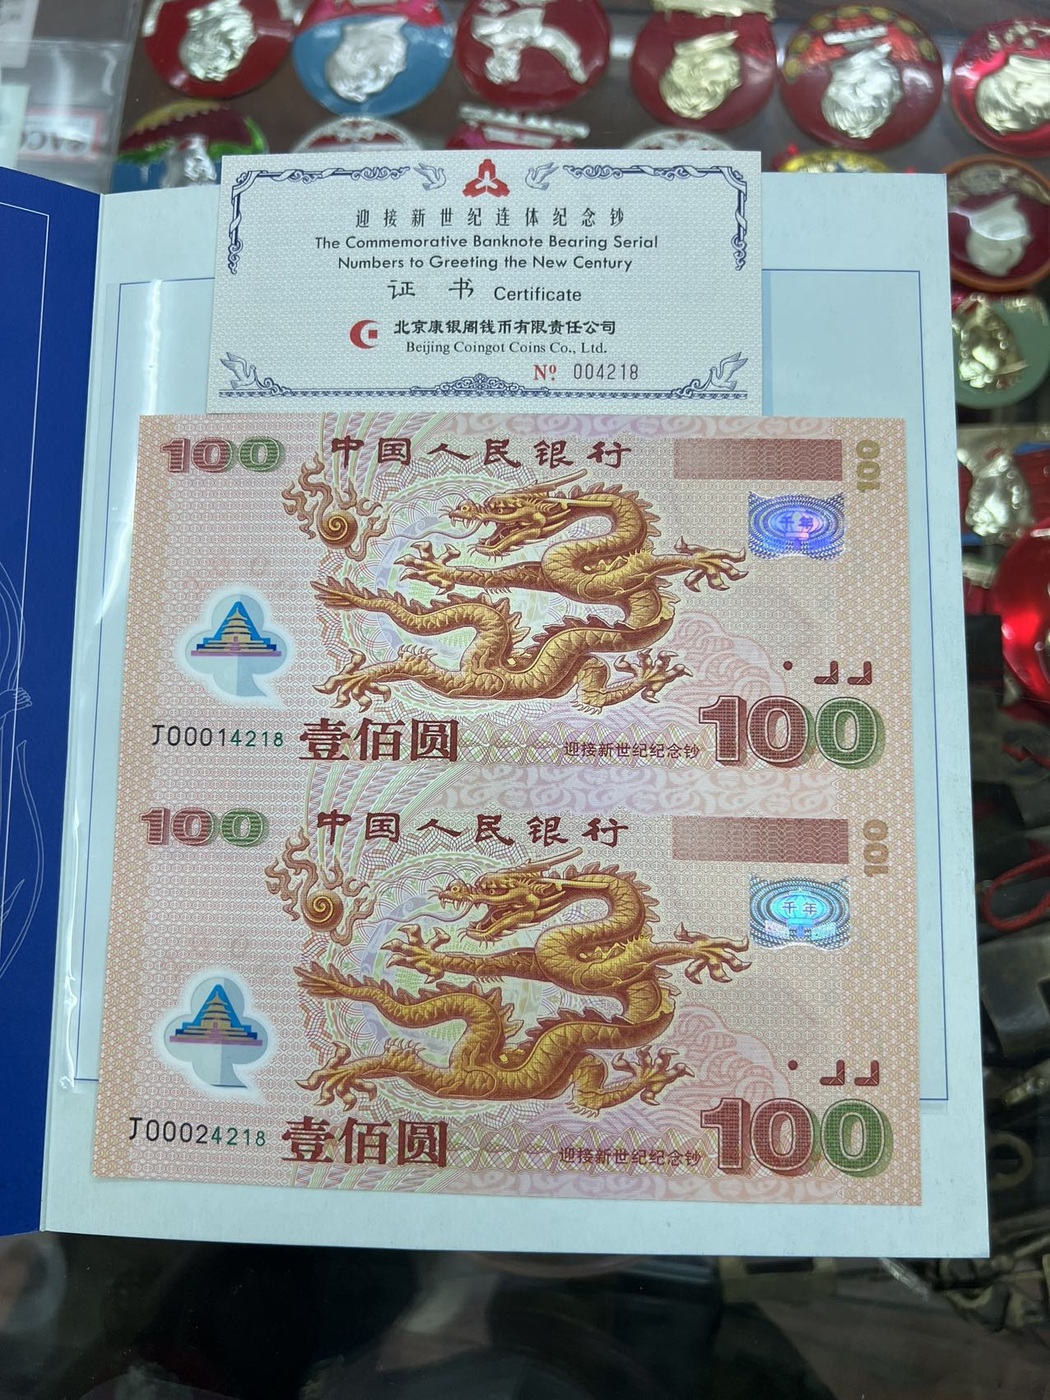 迎接新世纪连体纪念钞
The Commemorative Banknote Bearing Serial
Numbers to Greeting the New Century
证 书 Certificate
北京康银阁钱币有限责任公司
Beijing Coingot Coins Co., Ltd.
Nº 004218
100 中国人民银行 100
千年
J00014218 壹佰圆 迎接新世纪纪念钞 100
100 中国人民银行 100
千年
J00024218 壹佰圆 迎接新世纪纪念钞 100